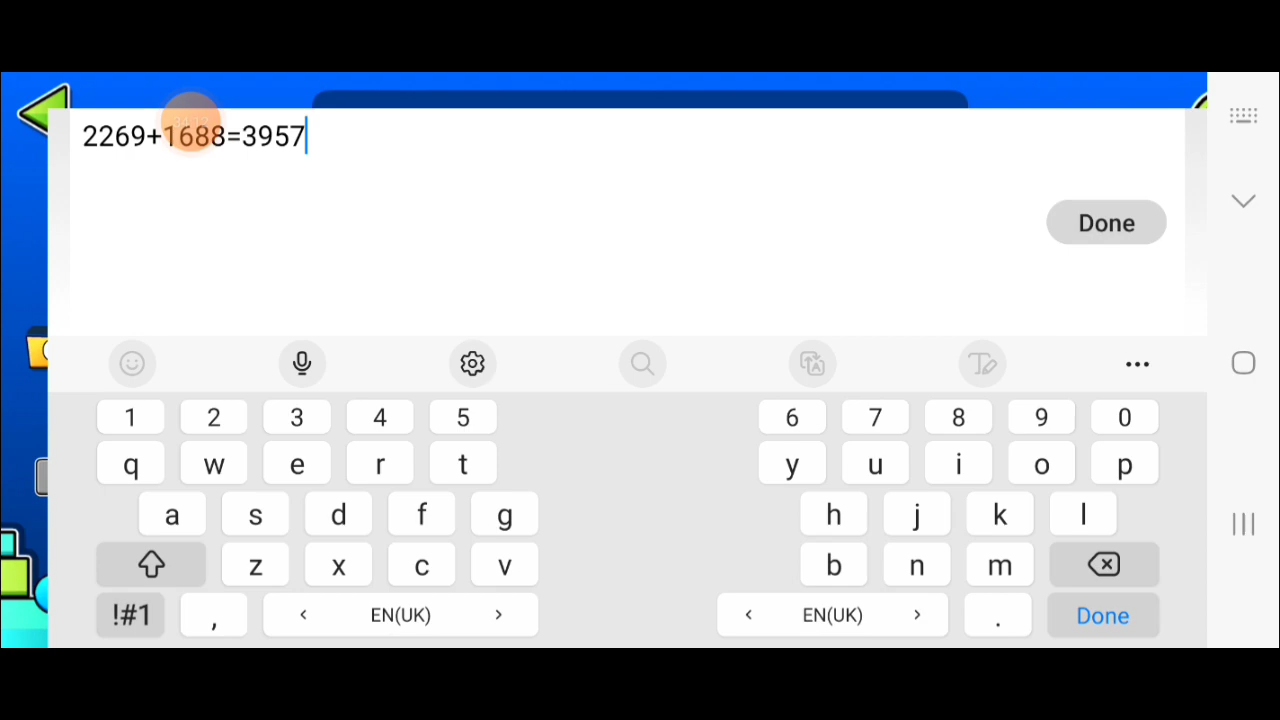 2269+1688=3957
Done
1 2 3 4 5 6 7 8 9 0
q w e r t y u i o p
a s d f g h j k l
z x c v b n m
!#1 , < EN(UK) > < EN(UK) > . Done